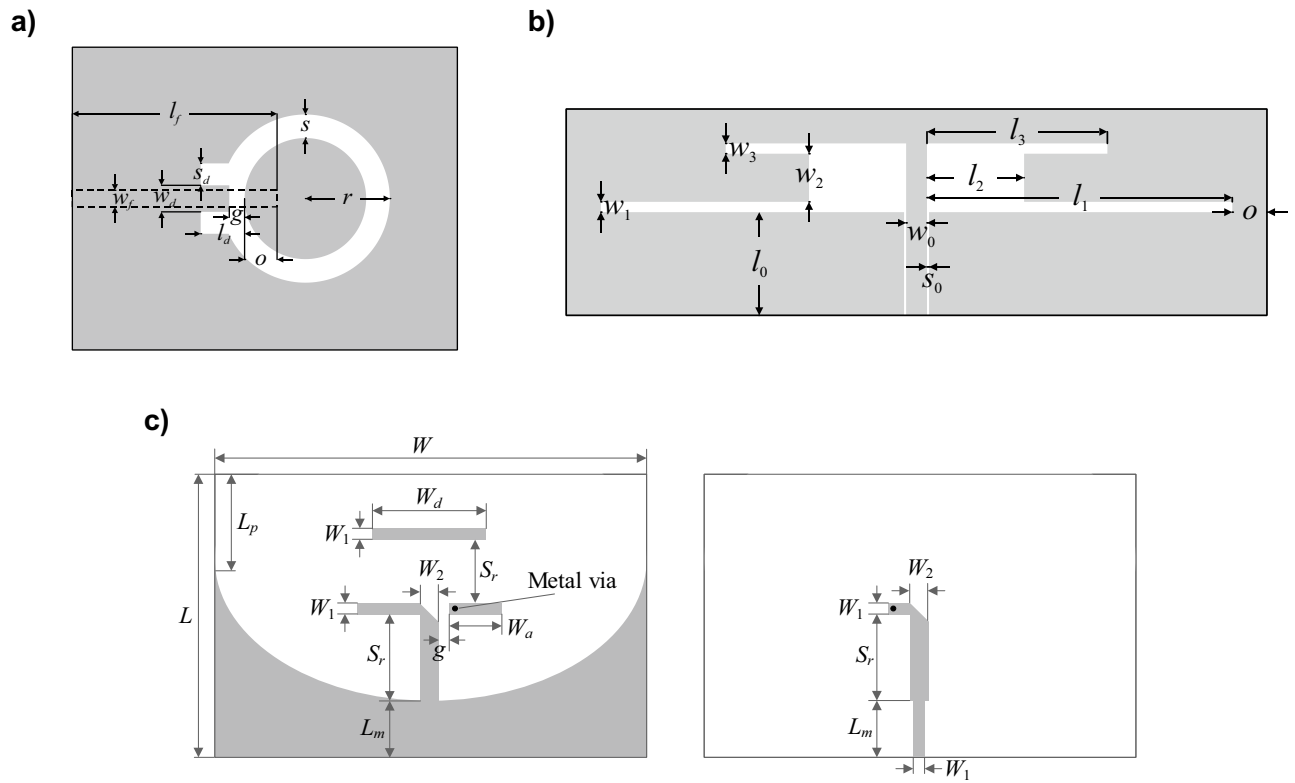 a)
l_f
s
s_d
w_f w_d
g
r
l_d
o
b)
w_3
l_3
w_2
l_2
w_1
l_1
o
w_0
l_0
s_0
c)
W
W_d
L_p
W_1
S_r
W_2
Metal via
W_1
L
W_a
g
S_r
L_m
W_2
W_1
S_r
L_m
W_1